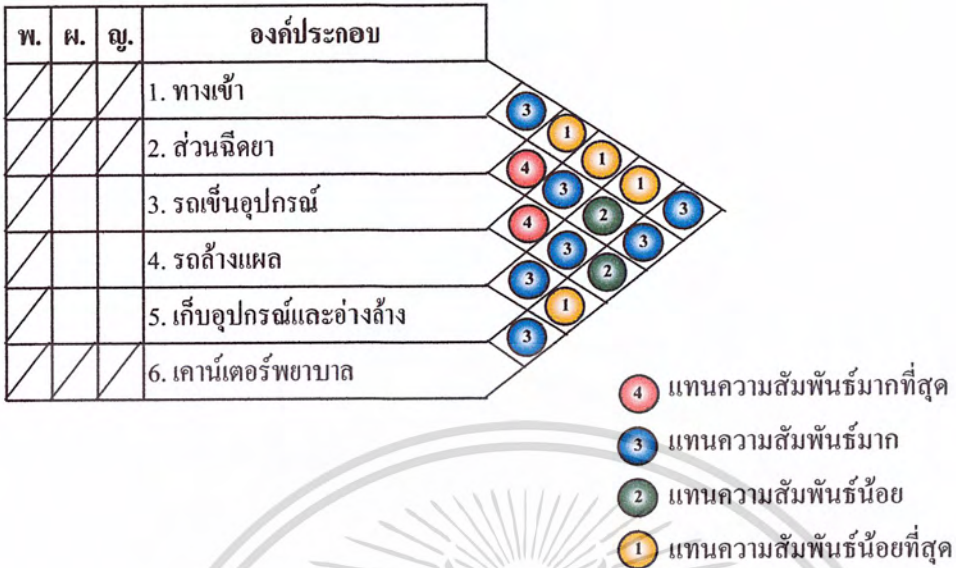 พ. ผ. ญ. องค์ประกอบ
1. ทางเข้า
3
2. ส่วนฉีดยา
1
1
4 3 1
3. รถเข็นอุปกรณ์
4 2 3
4. รถล้างแผล
3 3
3 2
5. เก็บอุปกรณ์และอ่างล้าง
1
3
6. เคาน์เตอร์พยาบาล
4 แทนความสัมพันธ์มากที่สุด
3 แทนความสัมพันธ์มาก
2 แทนความสัมพันธ์น้อย
1 แทนความสัมพันธ์น้อยที่สุด